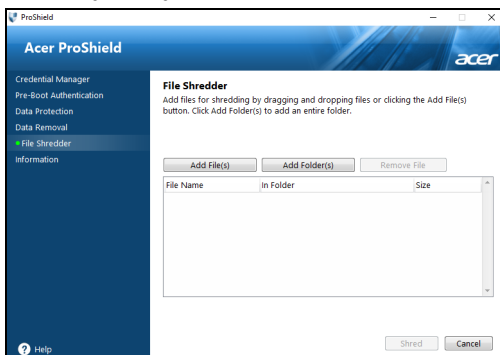 ProShield
Acer ProShield
acer
Credential Manager
Pre-Boot Authentication
Data Protection
Data Removal
File Shredder
Information
Help
File Shredder
Add files for shredding by dragging and dropping files or clicking the Add File(s)
button. Click Add Folder(s) to add an entire folder.
Add File(s) Add Folder(s) Remove File
File Name In Folder Size
Shred Cancel